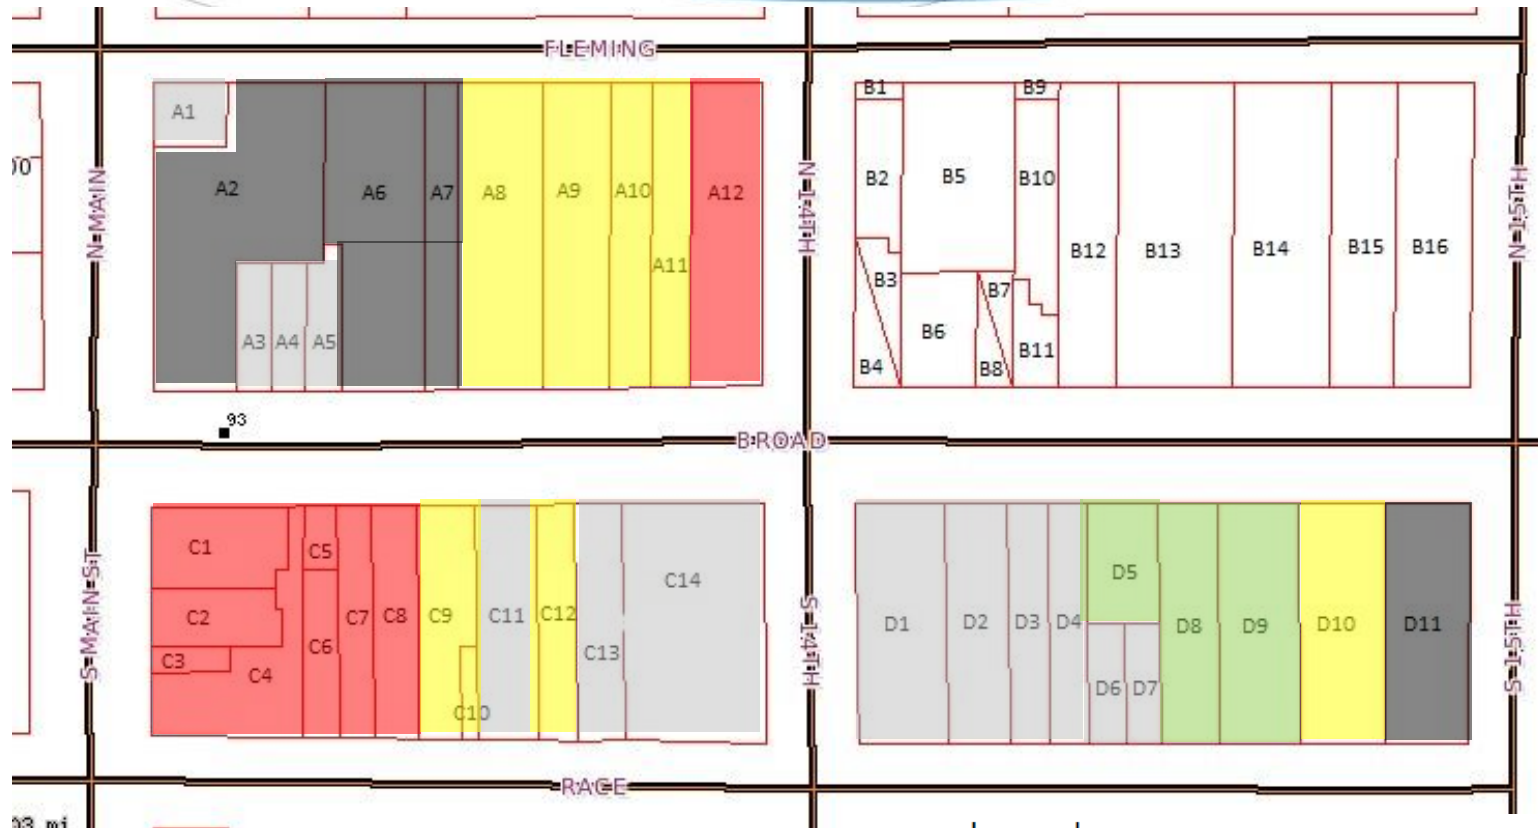 FLEMING
A1
A2
A3
A4
A5
A6
A7
A8
A9
A10
A11
A12
B1
B2
B3
B4
B5
B6
B7
B8
B9
B10
B11
B12
B13
B14
B15
B16
N MAIN
N 14TH
N 15TH
93
BROAD
C1
C2
C3
C4
C5
C6
C7
C8
C9
C10
C11
C12
C13
C14
D1
D2
D3
D4
D5
D6
D7
D8
D9
D10
D11
S MAIN ST
S 14TH
S 15TH
RACE